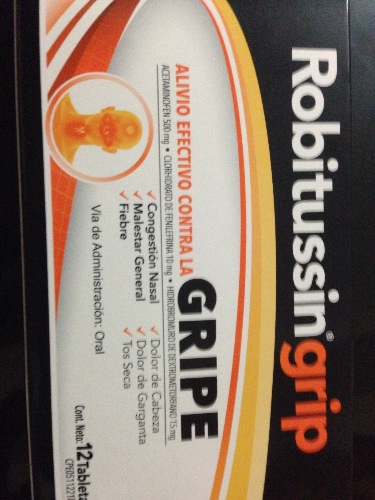 Robitussin® grip
ALIVIO EFECTIVO CONTRA LA GRIPE
ACETAMINOFEN 500 mg • CLORHIDRATO DE FENILEFRINA 10 mg • HIDROBROMURO DE DEXTROMETORFANO 15 mg
✓ Congestión Nasal ✓ Dolor de Cabeza
✓ Malestar General ✓ Dolor de Garganta
✓ Fiebre ✓ Tos Seca
Vía de Administración: Oral
Cont. Neto: 12 Tableta